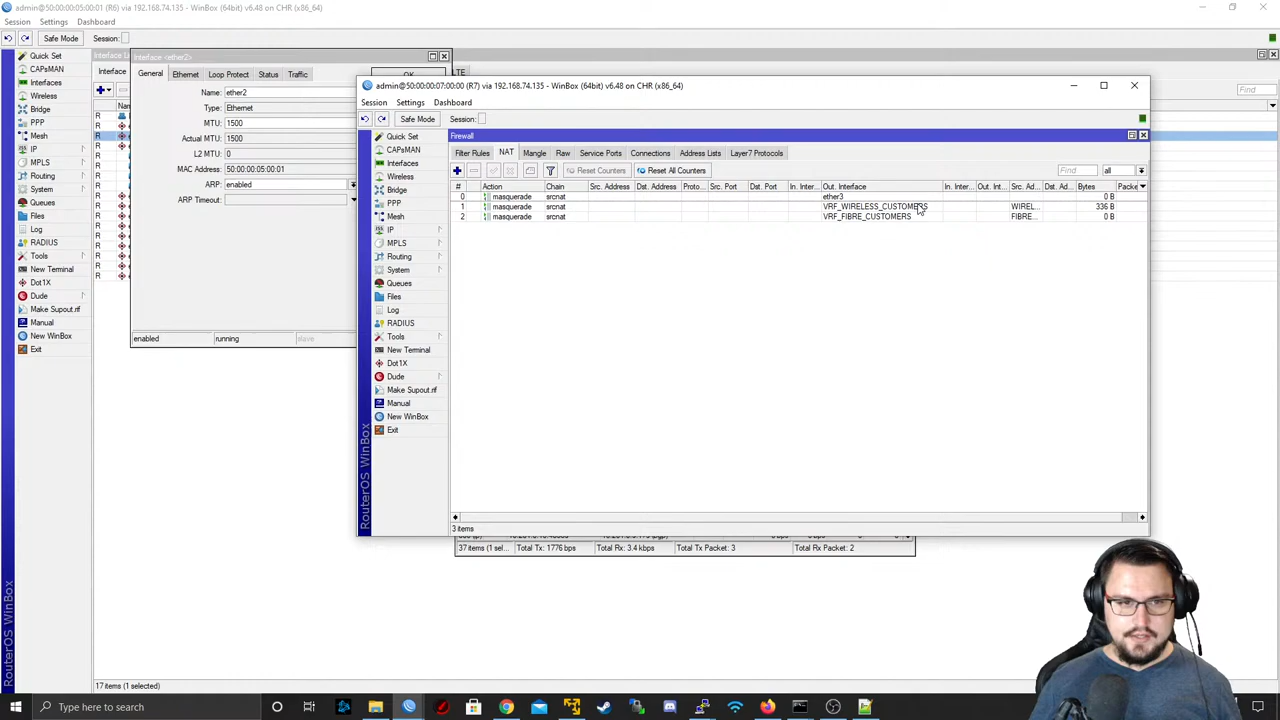 admin@50:00:00:05:00:01 (R6) via 192.168.74.135 - WinBox (64bit) v6.48 on CHR (x86_64)
Session Settings Dashboard
Safe Mode Session:
Quick Set
CAPsMAN
Interfaces
Wireless
Bridge
PPP
Mesh
IP
MPLS
Routing
System
Queues
Files
Log
RADIUS
Tools
New Terminal
Dot1X
Dude
Make Supout.rif
Manual
New WinBox
Exit
RouterOS WinBox
Interface
Find
17 items (1 selected)
Interface <ether2>
General Ethernet Loop Protect Status Traffic
Name: ether2
Type: Ethernet
MTU: 1500
Actual MTU: 1500
L2 MTU: 0
MAC Address: 50:00:00:05:00:01
ARP: enabled
ARP Timeout:
enabled running slave
admin@50:00:00:07:00:00 (R7) via 192.168.74.135 - WinBox (64bit) v6.48 on CHR (x86_64)
Session Settings Dashboard
Safe Mode Session:
Quick Set
CAPsMAN
Interfaces
Wireless
Bridge
PPP
Mesh
IP
MPLS
Routing
System
Queues
Files
Log
RADIUS
Tools
New Terminal
Dot1X
Dude
Make Supout.rif
Manual
New WinBox
Exit
RouterOS WinBox
Firewall
Filter Rules NAT Mangle Raw Service Ports Connections Address Lists Layer7 Protocols
Reset Counters Reset All Counters Find all
# Action Chain Src. Address Dst. Address Proto... Src. Port Dst. Port In. Inter... Out. Interface In. Inter... Out. Int... Src. Ad... Dst. Ad... Bytes Packets
0 masquerade srcnat ether3 0 B
1 masquerade srcnat VRF_WIRELESS_CUSTOMERS WIREL... 336 B
2 masquerade srcnat VRF_FIBRE_CUSTOMERS FIBRE... 0 B
3 items
37 items (1 sel... Total Tx: 1776 bps Total Rx: 3.4 kbps Total Tx Packet: 3 Total Rx Packet: 2
Type here to search